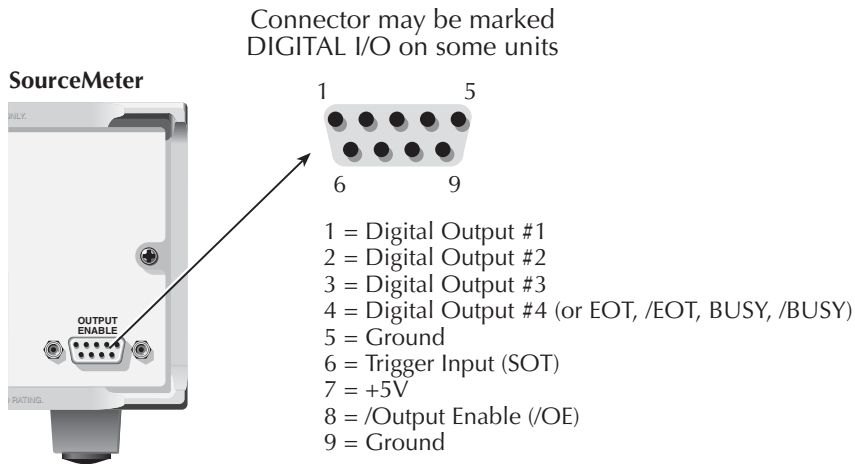 Connector may be marked
DIGITAL I/O on some units
SourceMeter
ONLY.
1
5
6
9
1 = Digital Output #1
2 = Digital Output #2
3 = Digital Output #3
4 = Digital Output #4 (or EOT, /EOT, BUSY, /BUSY)
5 = Ground
6 = Trigger Input (SOT)
7 = +5V
8 = /Output Enable (/OE)
9 = Ground
OUTPUT
ENABLE
RATING.